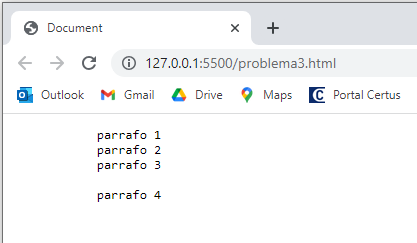 Document
127.0.0.1:5500/problema3.html
Outlook Gmail Drive Maps C Portal Certus
parrafo 1
parrafo 2
parrafo 3
parrafo 4